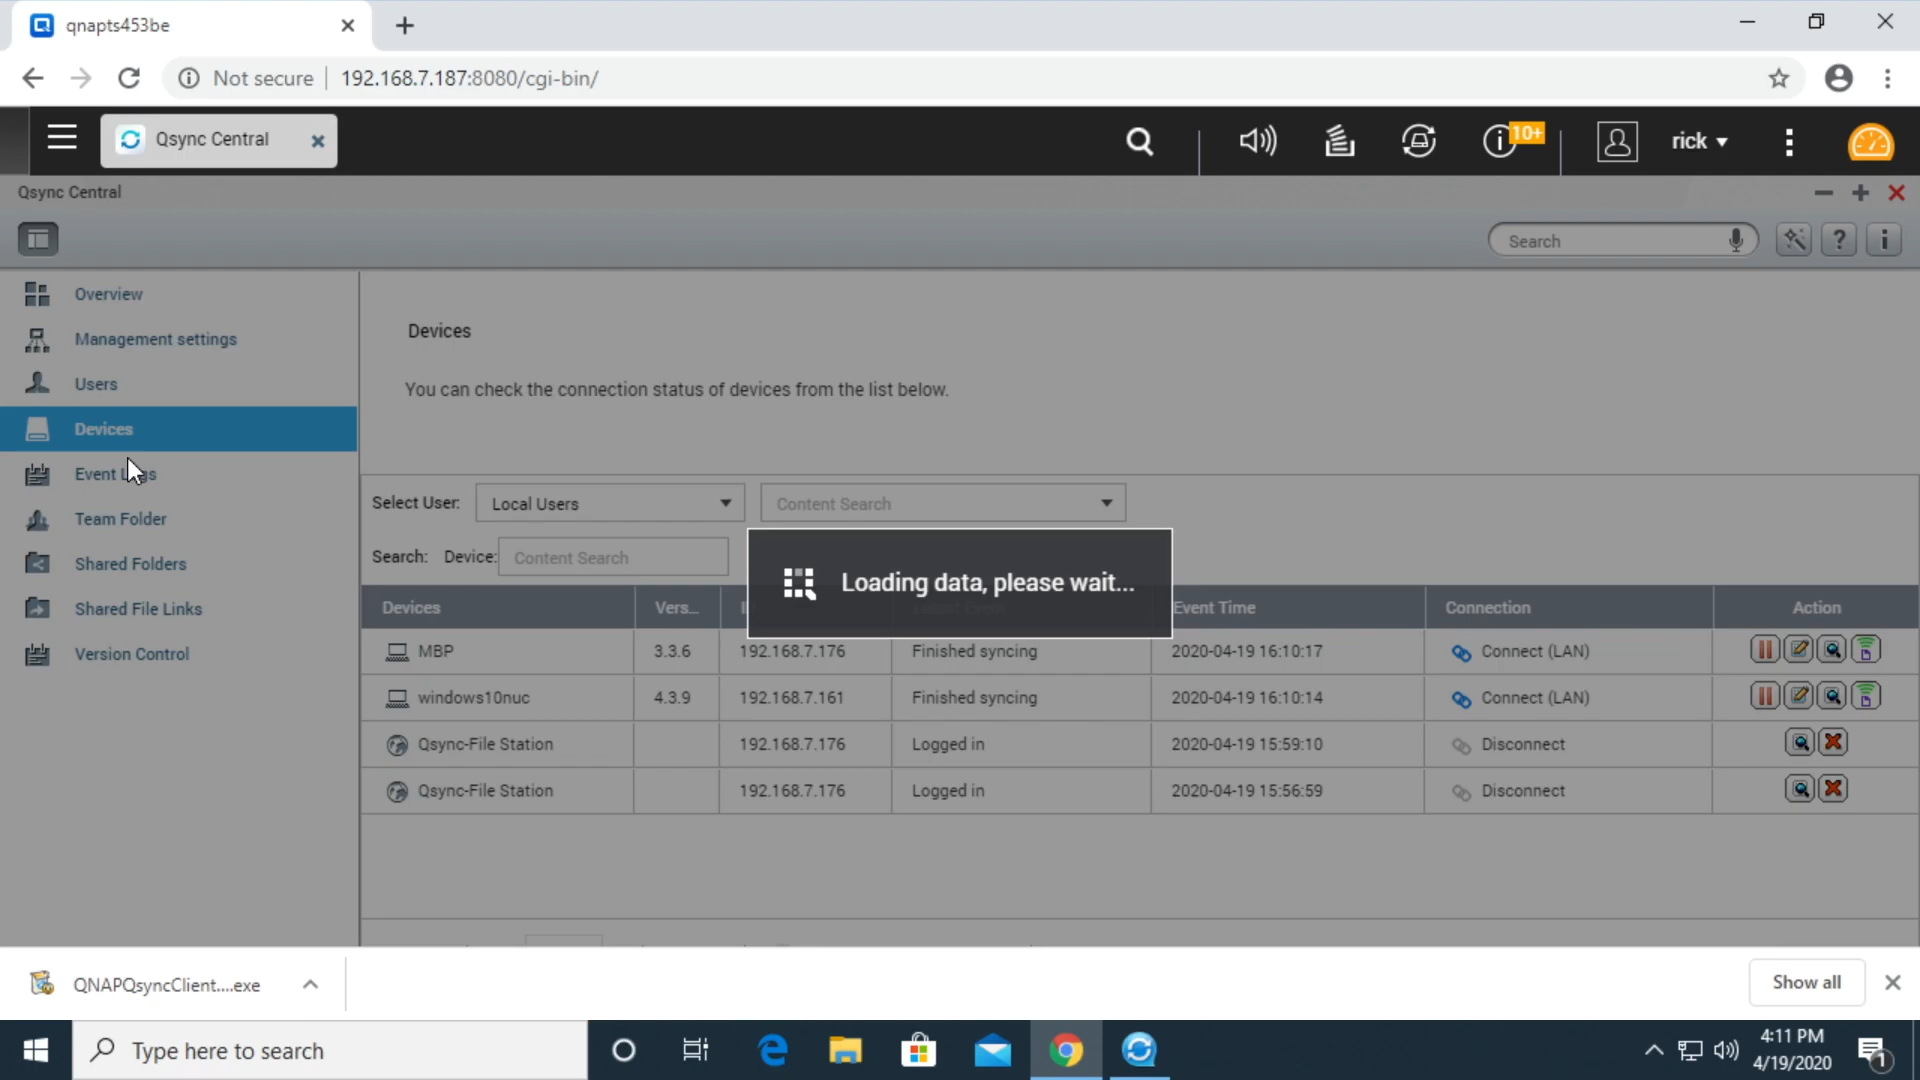 qnapts453be
Not secure 192.168.7.187:8080/cgi-bin/
Qsync Central
10+
rick
Qsync Central
Search
Overview
Management settings
Users
Devices
Event Logs
Team Folder
Shared Folders
Shared File Links
Version Control
Devices
You can check the connection status of devices from the list below.
Select User: Local Users Content Search
Search: Device: Content Search
Loading data, please wait...
Devices Vers... Event Time Connection Action
MBP 3.3.6 192.168.7.176 Finished syncing 2020-04-19 16:10:17 Connect (LAN)
windows10nuc 4.3.9 192.168.7.161 Finished syncing 2020-04-19 16:10:14 Connect (LAN)
Qsync-File Station 192.168.7.176 Logged in 2020-04-19 15:59:10 Disconnect
Qsync-File Station 192.168.7.176 Logged in 2020-04-19 15:56:59 Disconnect
QNAPQsyncClient....exe
Show all
Type here to search
4:11 PM
4/19/2020
1